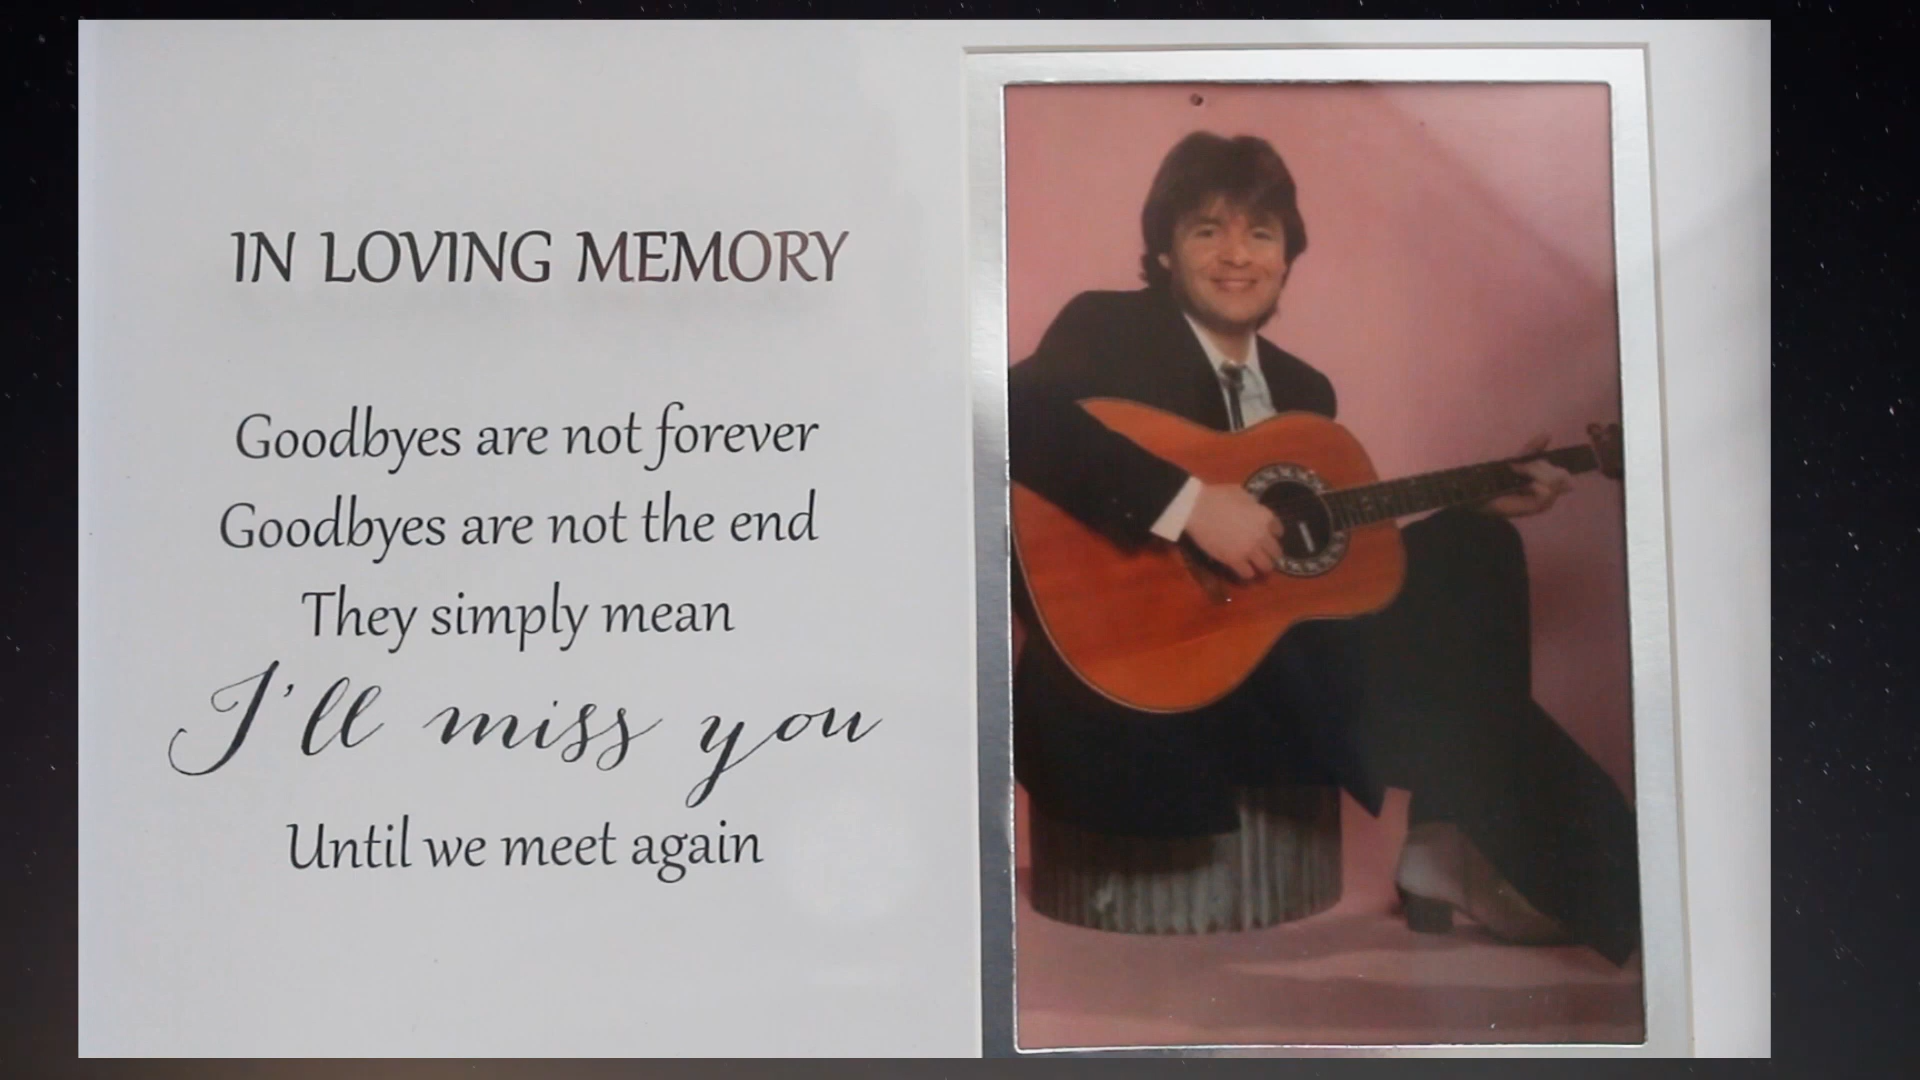 IN LOVING MEMORY
Goodbyes are not forever
Goodbyes are not the end
They simply mean
I'll miss you
Until we meet again